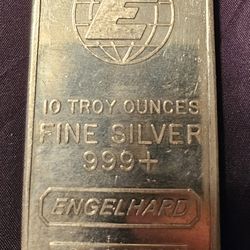 E
10 TROY OUNCES
FINE SILVER
999+
ENGELHARD